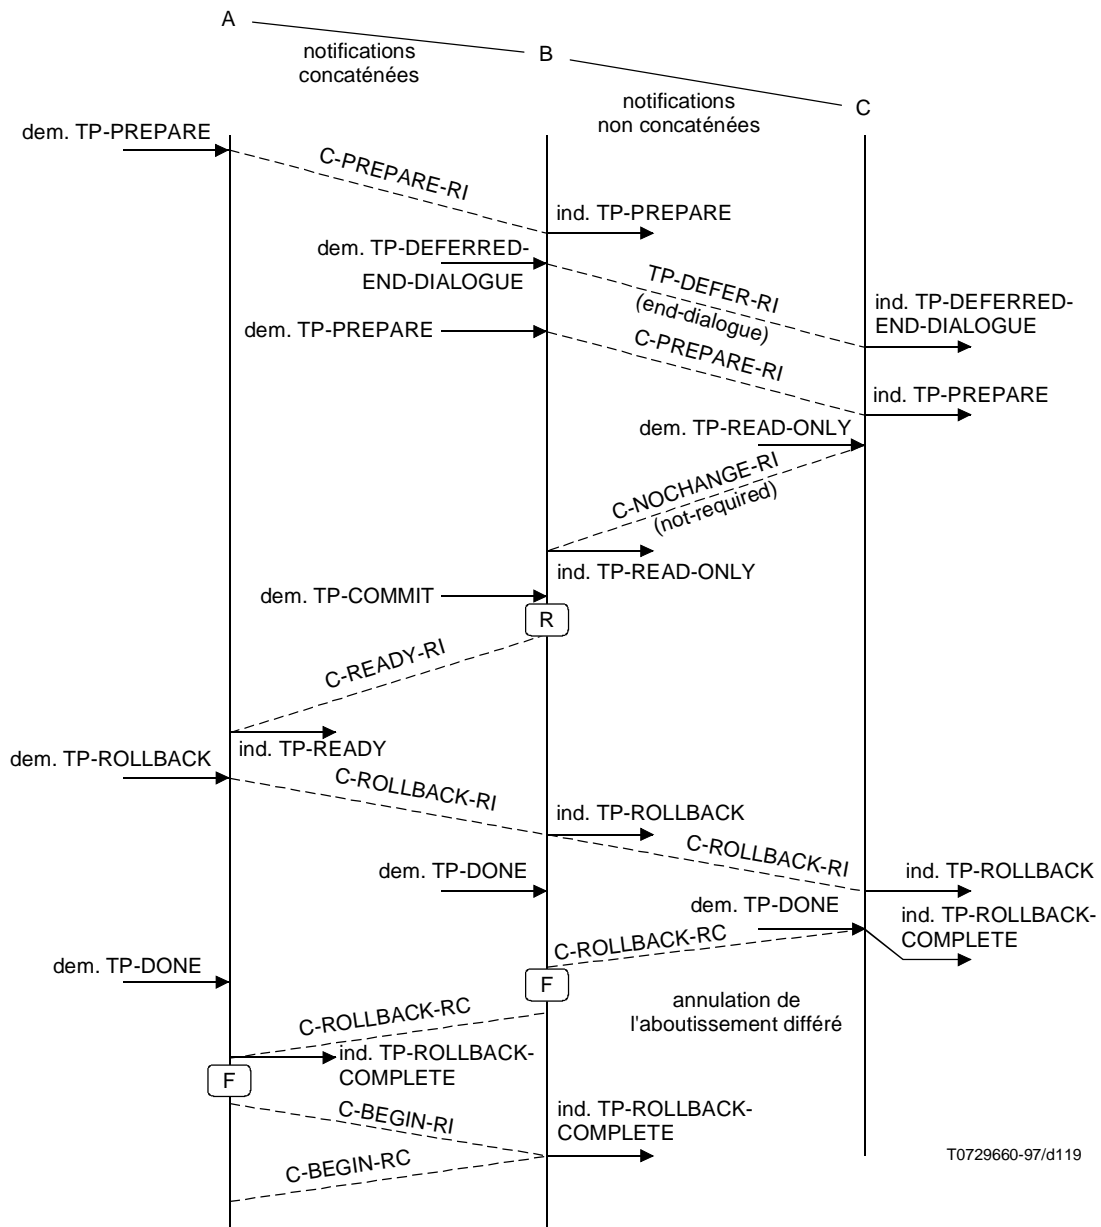 A
notifications
concaténées
B
notifications
non concaténées
C
dem. TP-PREPARE
C-PREPARE-RI
ind. TP-PREPARE
dem. TP-DEFERRED-
END-DIALOGUE
TP-DEFER-RI
(end-dialogue)
ind. TP-DEFERRED-
END-DIALOGUE
dem. TP-PREPARE
C-PREPARE-RI
ind. TP-PREPARE
dem. TP-READ-ONLY
C-NOCHANGE-RI
(not-required)
ind. TP-READ-ONLY
dem. TP-COMMIT
R
C-READY-RI
ind. TP-READY
dem. TP-ROLLBACK
C-ROLLBACK-RI
ind. TP-ROLLBACK
C-ROLLBACK-RI
ind. TP-ROLLBACK
dem. TP-DONE
dem. TP-DONE
ind. TP-ROLLBACK-
COMPLETE
C-ROLLBACK-RC
dem. TP-DONE
F
annulation de
l'aboutissement différé
C-ROLLBACK-RC
ind. TP-ROLLBACK-
COMPLETE
F
C-BEGIN-RI
ind. TP-ROLLBACK-
COMPLETE
C-BEGIN-RC
T0729660-97/d119